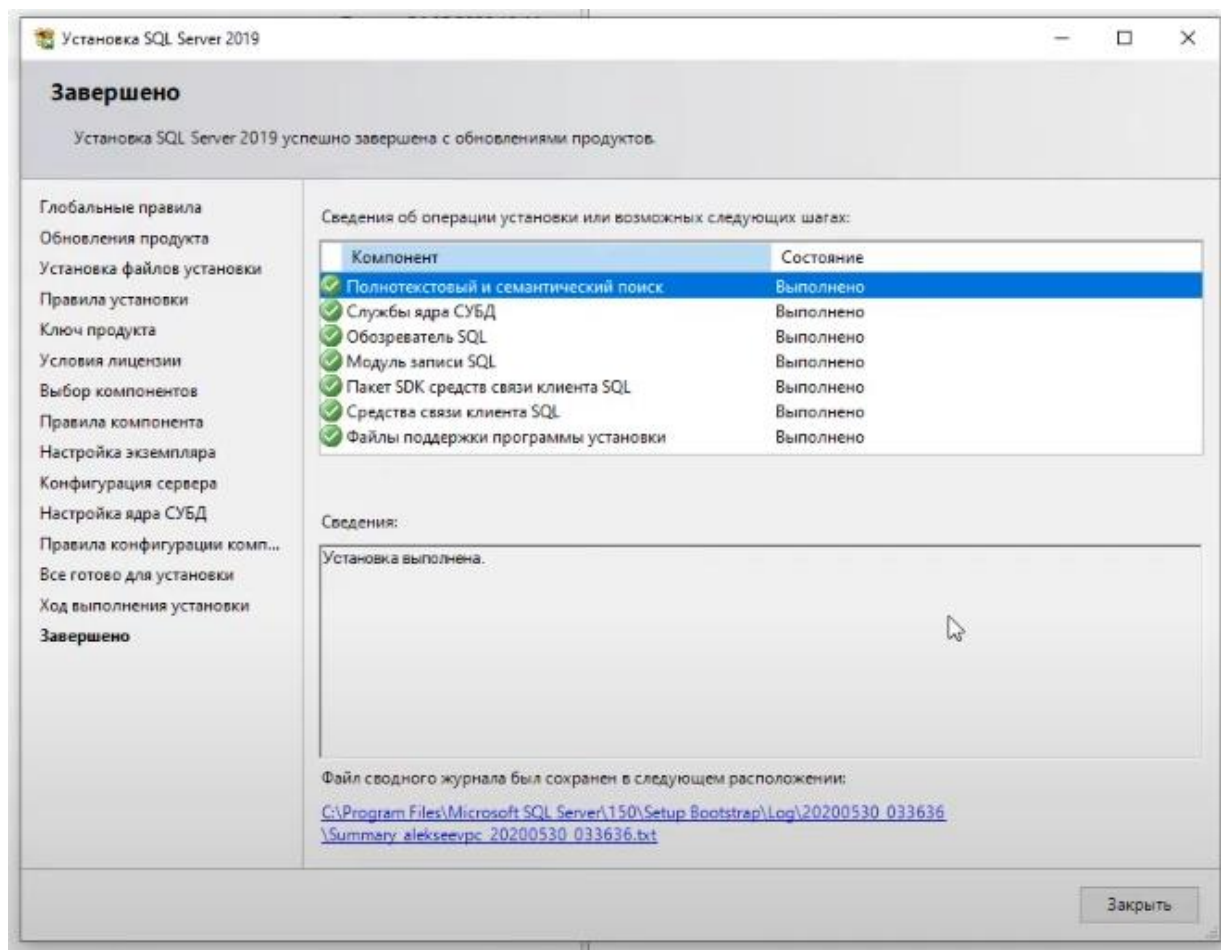 Установка SQL Server 2019
Завершено
Установка SQL Server 2019 успешно завершена с обновлениями продуктов.
Глобальные правила
Обновления продукта
Установка файлов установки
Правила установки
Ключ продукта
Условия лицензии
Выбор компонентов
Правила компонента
Настройка экземпляра
Конфигурация сервера
Настройка ядра СУБД
Правила конфигурации комп...
Все готово для установки
Ход выполнения установки
Завершено
Сведения об операции установки или возможных следующих шагах:
Компонент Состояние
Полнотекстовый и семантический поиск Выполнено
Службы ядра СУБД Выполнено
Обозреватель SQL Выполнено
Модуль записи SQL Выполнено
Пакет SDK средств связи клиента SQL Выполнено
Средства связи клиента SQL Выполнено
Файлы поддержки программы установки Выполнено
Сведения:
Установка выполнена.
Файл сводного журнала был сохранен в следующем расположении:
C:\Program Files\Microsoft SQL Server\150\Setup Bootstrap\Log\20200530_033636
\Summary_alekseevpc_20200530_033636.txt
Закрыть